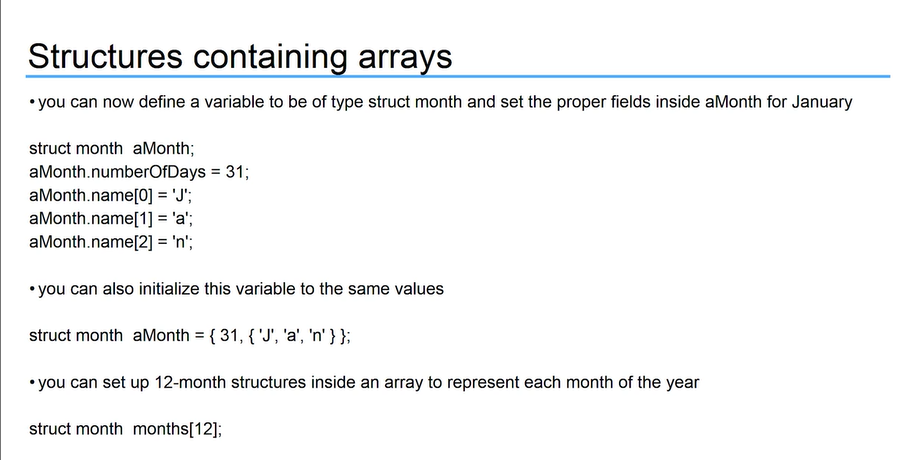 Structures containing arrays
•you can now define a variable to be of type struct month and set the proper fields inside aMonth for January
struct month  aMonth;
aMonth.numberOfDays = 31;
aMonth.name[0] = 'J';
aMonth.name[1] = 'a';
aMonth.name[2] = 'n';
•you can also initialize this variable to the same values
struct month  aMonth = { 31, { 'J', 'a', 'n' } };
•you can set up 12-month structures inside an array to represent each month of the year
struct month  months[12];